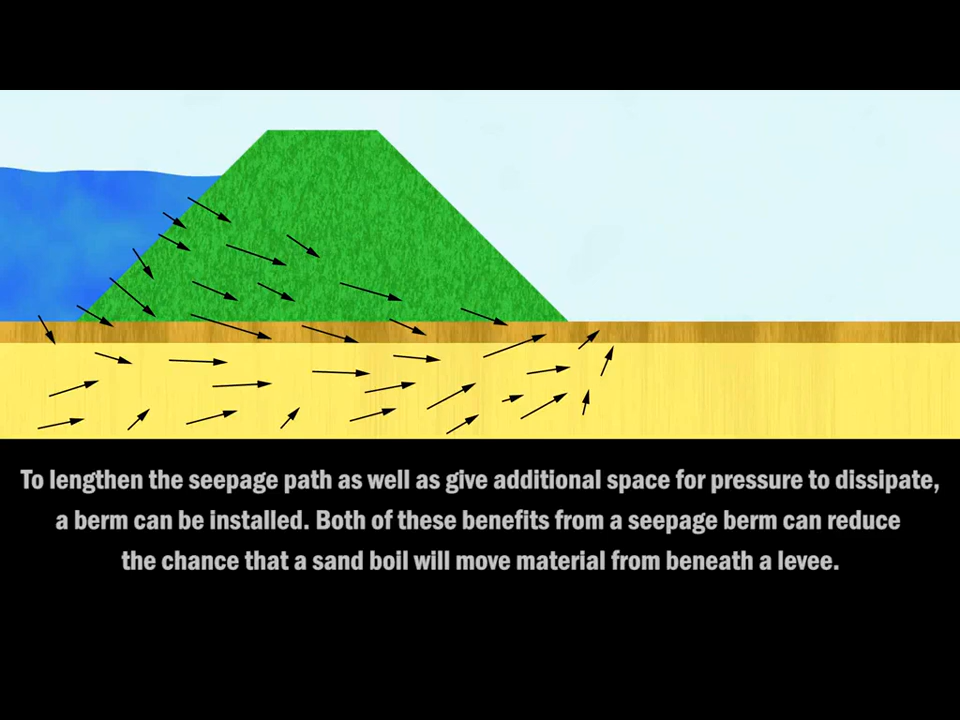 To lengthen the seepage path as well as give additional space for pressure to dissipate,
a berm can be installed. Both of these benefits from a seepage berm can reduce
the chance that a sand boil will move material from beneath a levee.